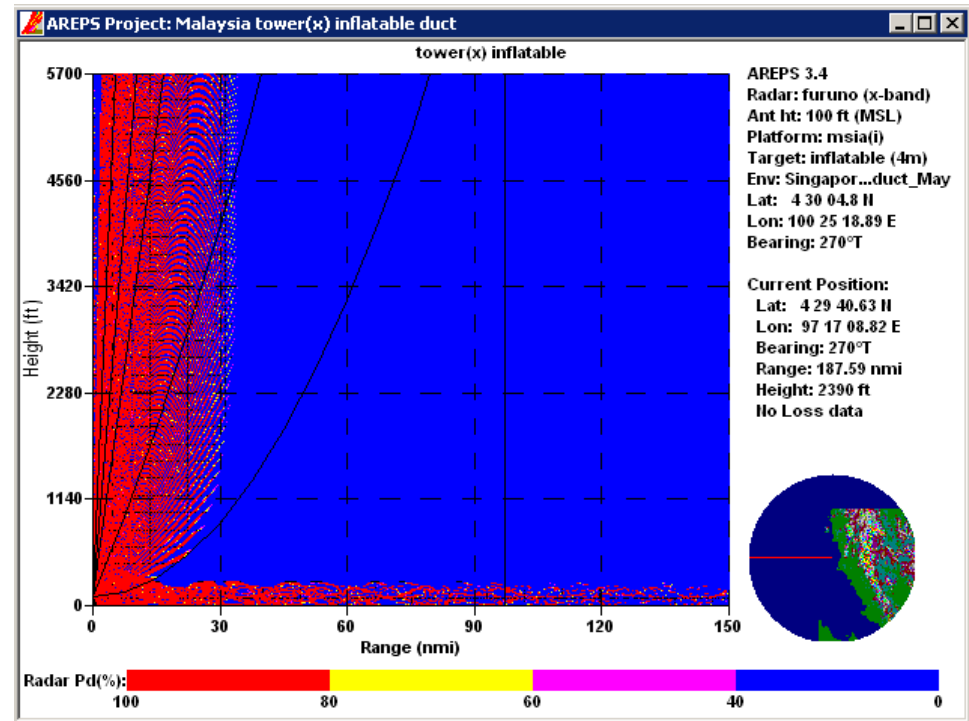 AREPS Project: Malaysia tower(x) inflatable duct
tower(x) inflatable
5700
4560
3420
2280
1140
0
Height (ft)
0 30 60 90 120 150
Range (nmi)
AREPS 3.4
Radar: furuno (x-band)
Ant ht: 100 ft (MSL)
Platform: msia(i)
Target: inflatable (4m)
Env: Singapor...duct_May
Lat: 4 30 04.8 N
Lon: 100 25 18.89 E
Bearing: 270°T
Current Position:
Lat: 4 29 40.63 N
Lon: 97 17 08.82 E
Bearing: 270°T
Range: 187.59 nmi
Height: 2390 ft
No Loss data
Radar Pd(%):
100 80 60 40 0